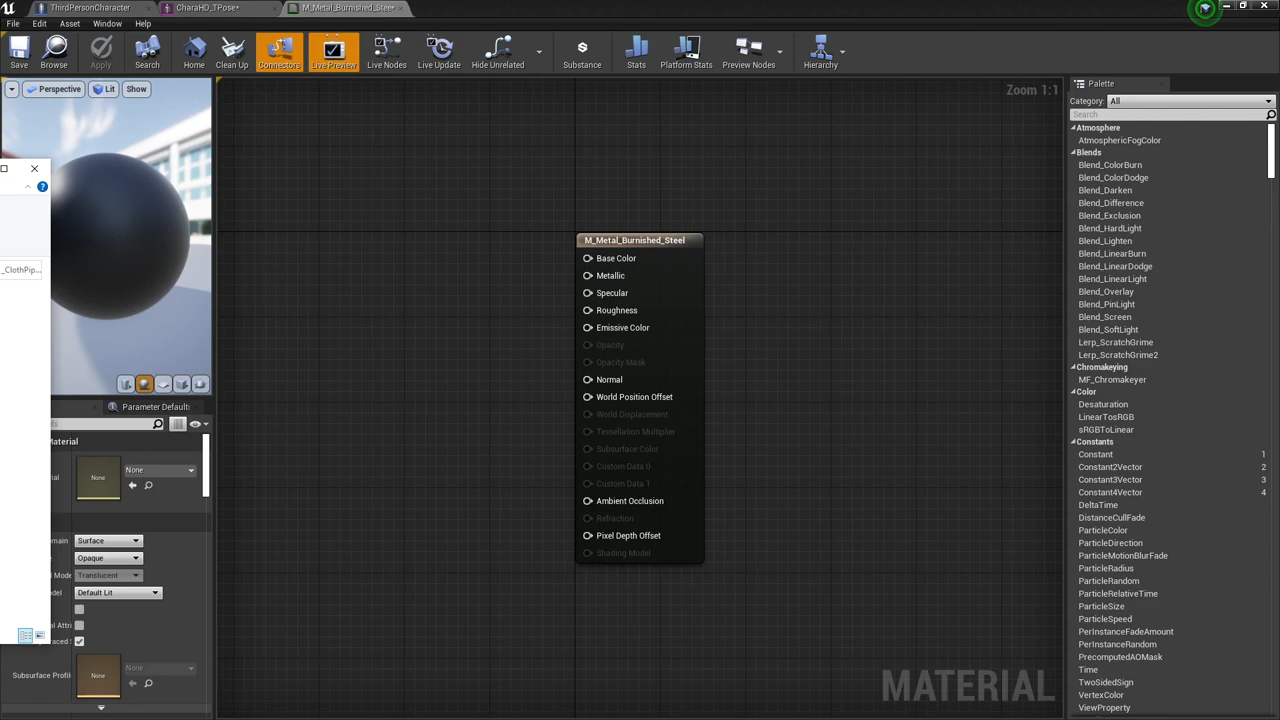 ThirdPersonCharacter
CharaHD_TPose*
M_Metal_Burnished_Steel*
File
Edit
Asset
Window
Help
Save
Browse
Apply
Search
Home
Clean Up
Connectors
Live Preview
Live Nodes
Live Update
Hide Unrelated
Substance
Stats
Platform Stats
Preview Nodes
Hierarchy
Perspective
Lit
Show
Zoom 1:1
_ClothPip...
Parameter Default:
Material
None
None
Surface
Opaque
Translucent
Default Lit
Subsurface Profil
None
None
M_Metal_Burnished_Steel
Base Color
Metallic
Specular
Roughness
Emissive Color
Opacity
Opacity Mask
Normal
World Position Offset
World Displacement
Tessellation Multiplier
Subsurface Color
Custom Data 0
Custom Data 1
Ambient Occlusion
Refraction
Pixel Depth Offset
Shading Model
MATERIAL
Palette
Category: All
Search
Atmosphere
AtmosphericFogColor
Blends
Blend_ColorBurn
Blend_ColorDodge
Blend_Darken
Blend_Difference
Blend_Exclusion
Blend_HardLight
Blend_Lighten
Blend_LinearBurn
Blend_LinearDodge
Blend_LinearLight
Blend_Overlay
Blend_PinLight
Blend_Screen
Blend_SoftLight
Lerp_ScratchGrime
Lerp_ScratchGrime2
Chromakeying
MF_Chromakeyer
Color
Desaturation
LinearTosRGB
sRGBToLinear
Constants
Constant 1
Constant2Vector 2
Constant3Vector 3
Constant4Vector 4
DeltaTime
DistanceCullFade
ParticleColor
ParticleDirection
ParticleMotionBlurFade
ParticleRadius
ParticleRandom
ParticleRelativeTime
ParticleSize
ParticleSpeed
PerInstanceFadeAmount
PerInstanceRandom
PrecomputedAOMask
Time
TwoSidedSign
VertexColor
ViewProperty